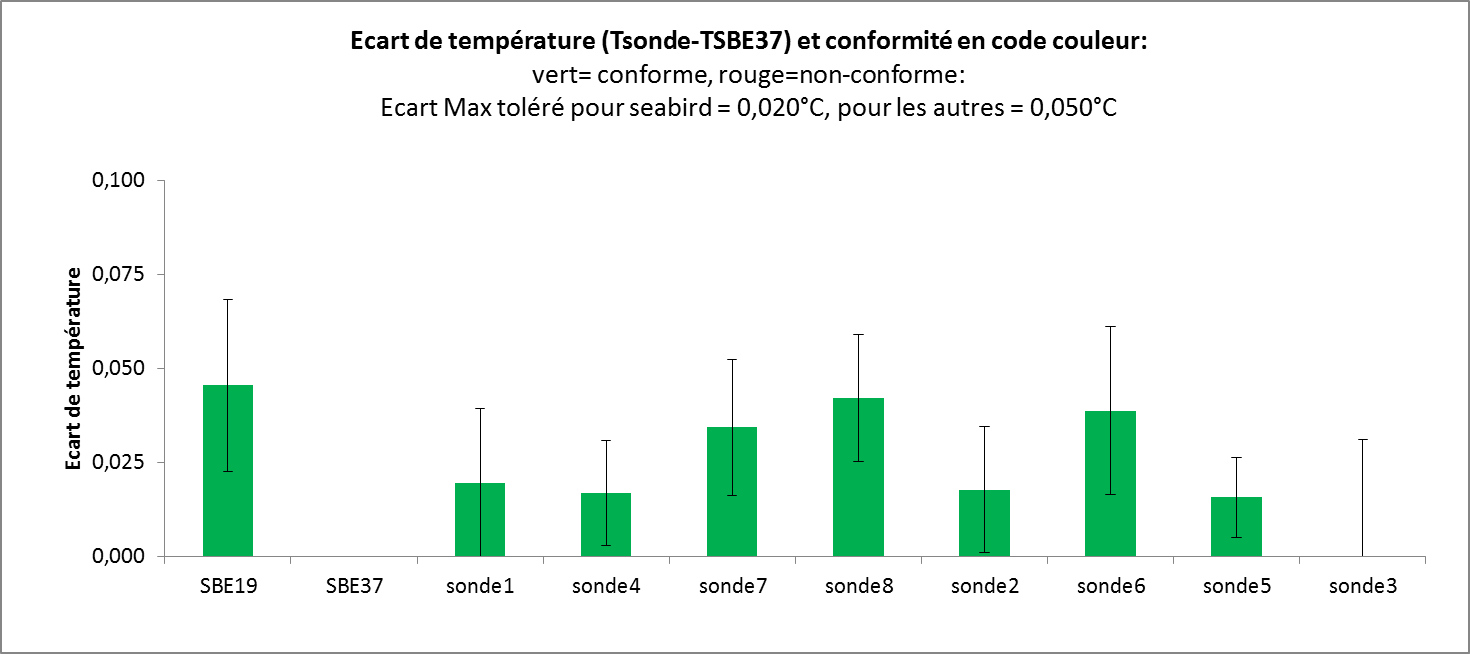 Ecart de température (Tsonde-TSBE37) et conformité en code couleur:
vert= conforme, rouge=non-conforme:
Ecart Max toléré pour seabird = 0,020°C, pour les autres = 0,050°C
Ecart de température
0,100
0,075
0,050
0,025
0,000
SBE19 SBE37 sonde1 sonde4 sonde7 sonde8 sonde2 sonde6 sonde5 sonde3